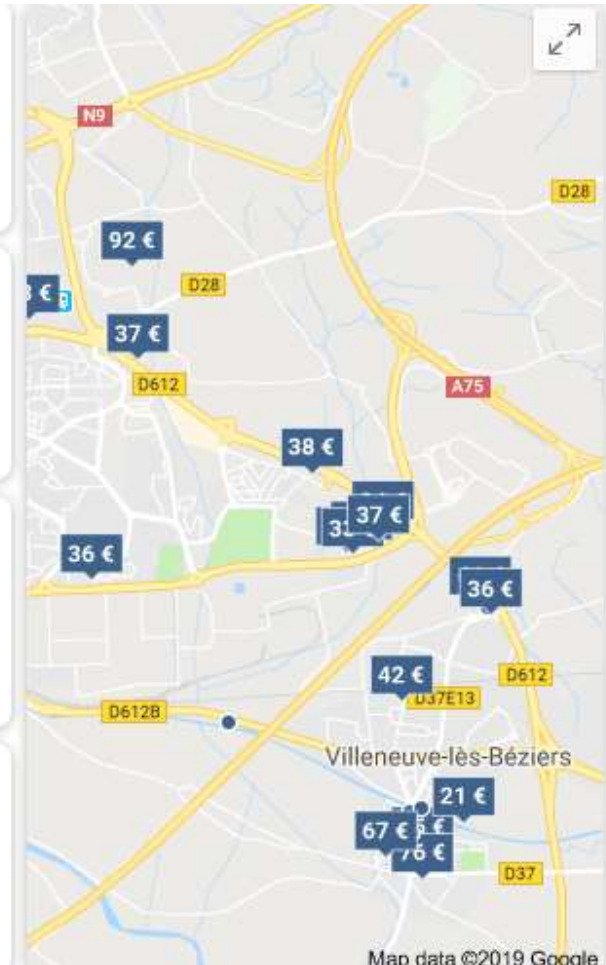 N9
D28
92 €
D28
€
37 €
D612
A75
38 €
37 €
36 €
36 €
42 €
D37E13
D612
D612B
Villeneuve-lès-Béziers
21 €
67 €
76 €
D37
Map data ©2019 Google